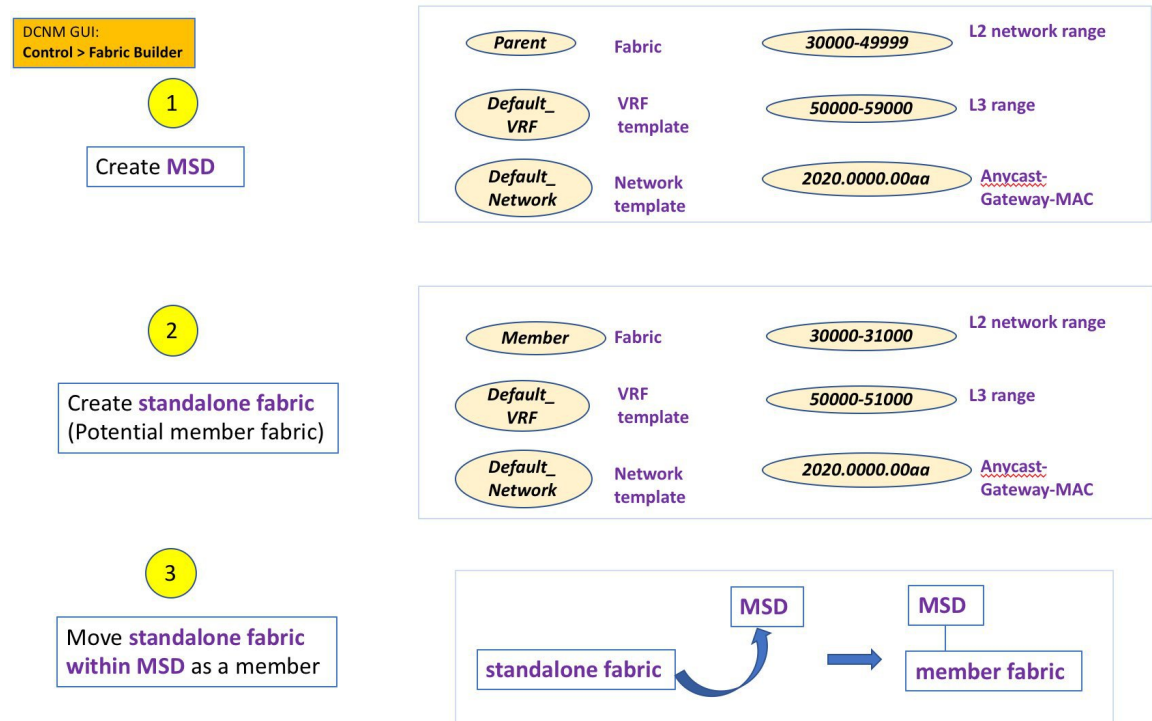 DCNM GUI:
Control > Fabric Builder
1
Create MSD
Parent
Fabric
30000-49999
L2 network range
Default_
VRF
VRF
template
50000-59000
L3 range
Default_
Network
Network
template
2020.0000.00aa
Anycast-
Gateway-MAC
2
Create standalone fabric
(Potential member fabric)
Member
Fabric
30000-31000
L2 network range
Default_
VRF
VRF
template
50000-51000
L3 range
Default_
Network
Network
template
2020.0000.00aa
Anycast-
Gateway-MAC
3
Move standalone fabric
within MSD as a member
standalone fabric
MSD
MSD
member fabric